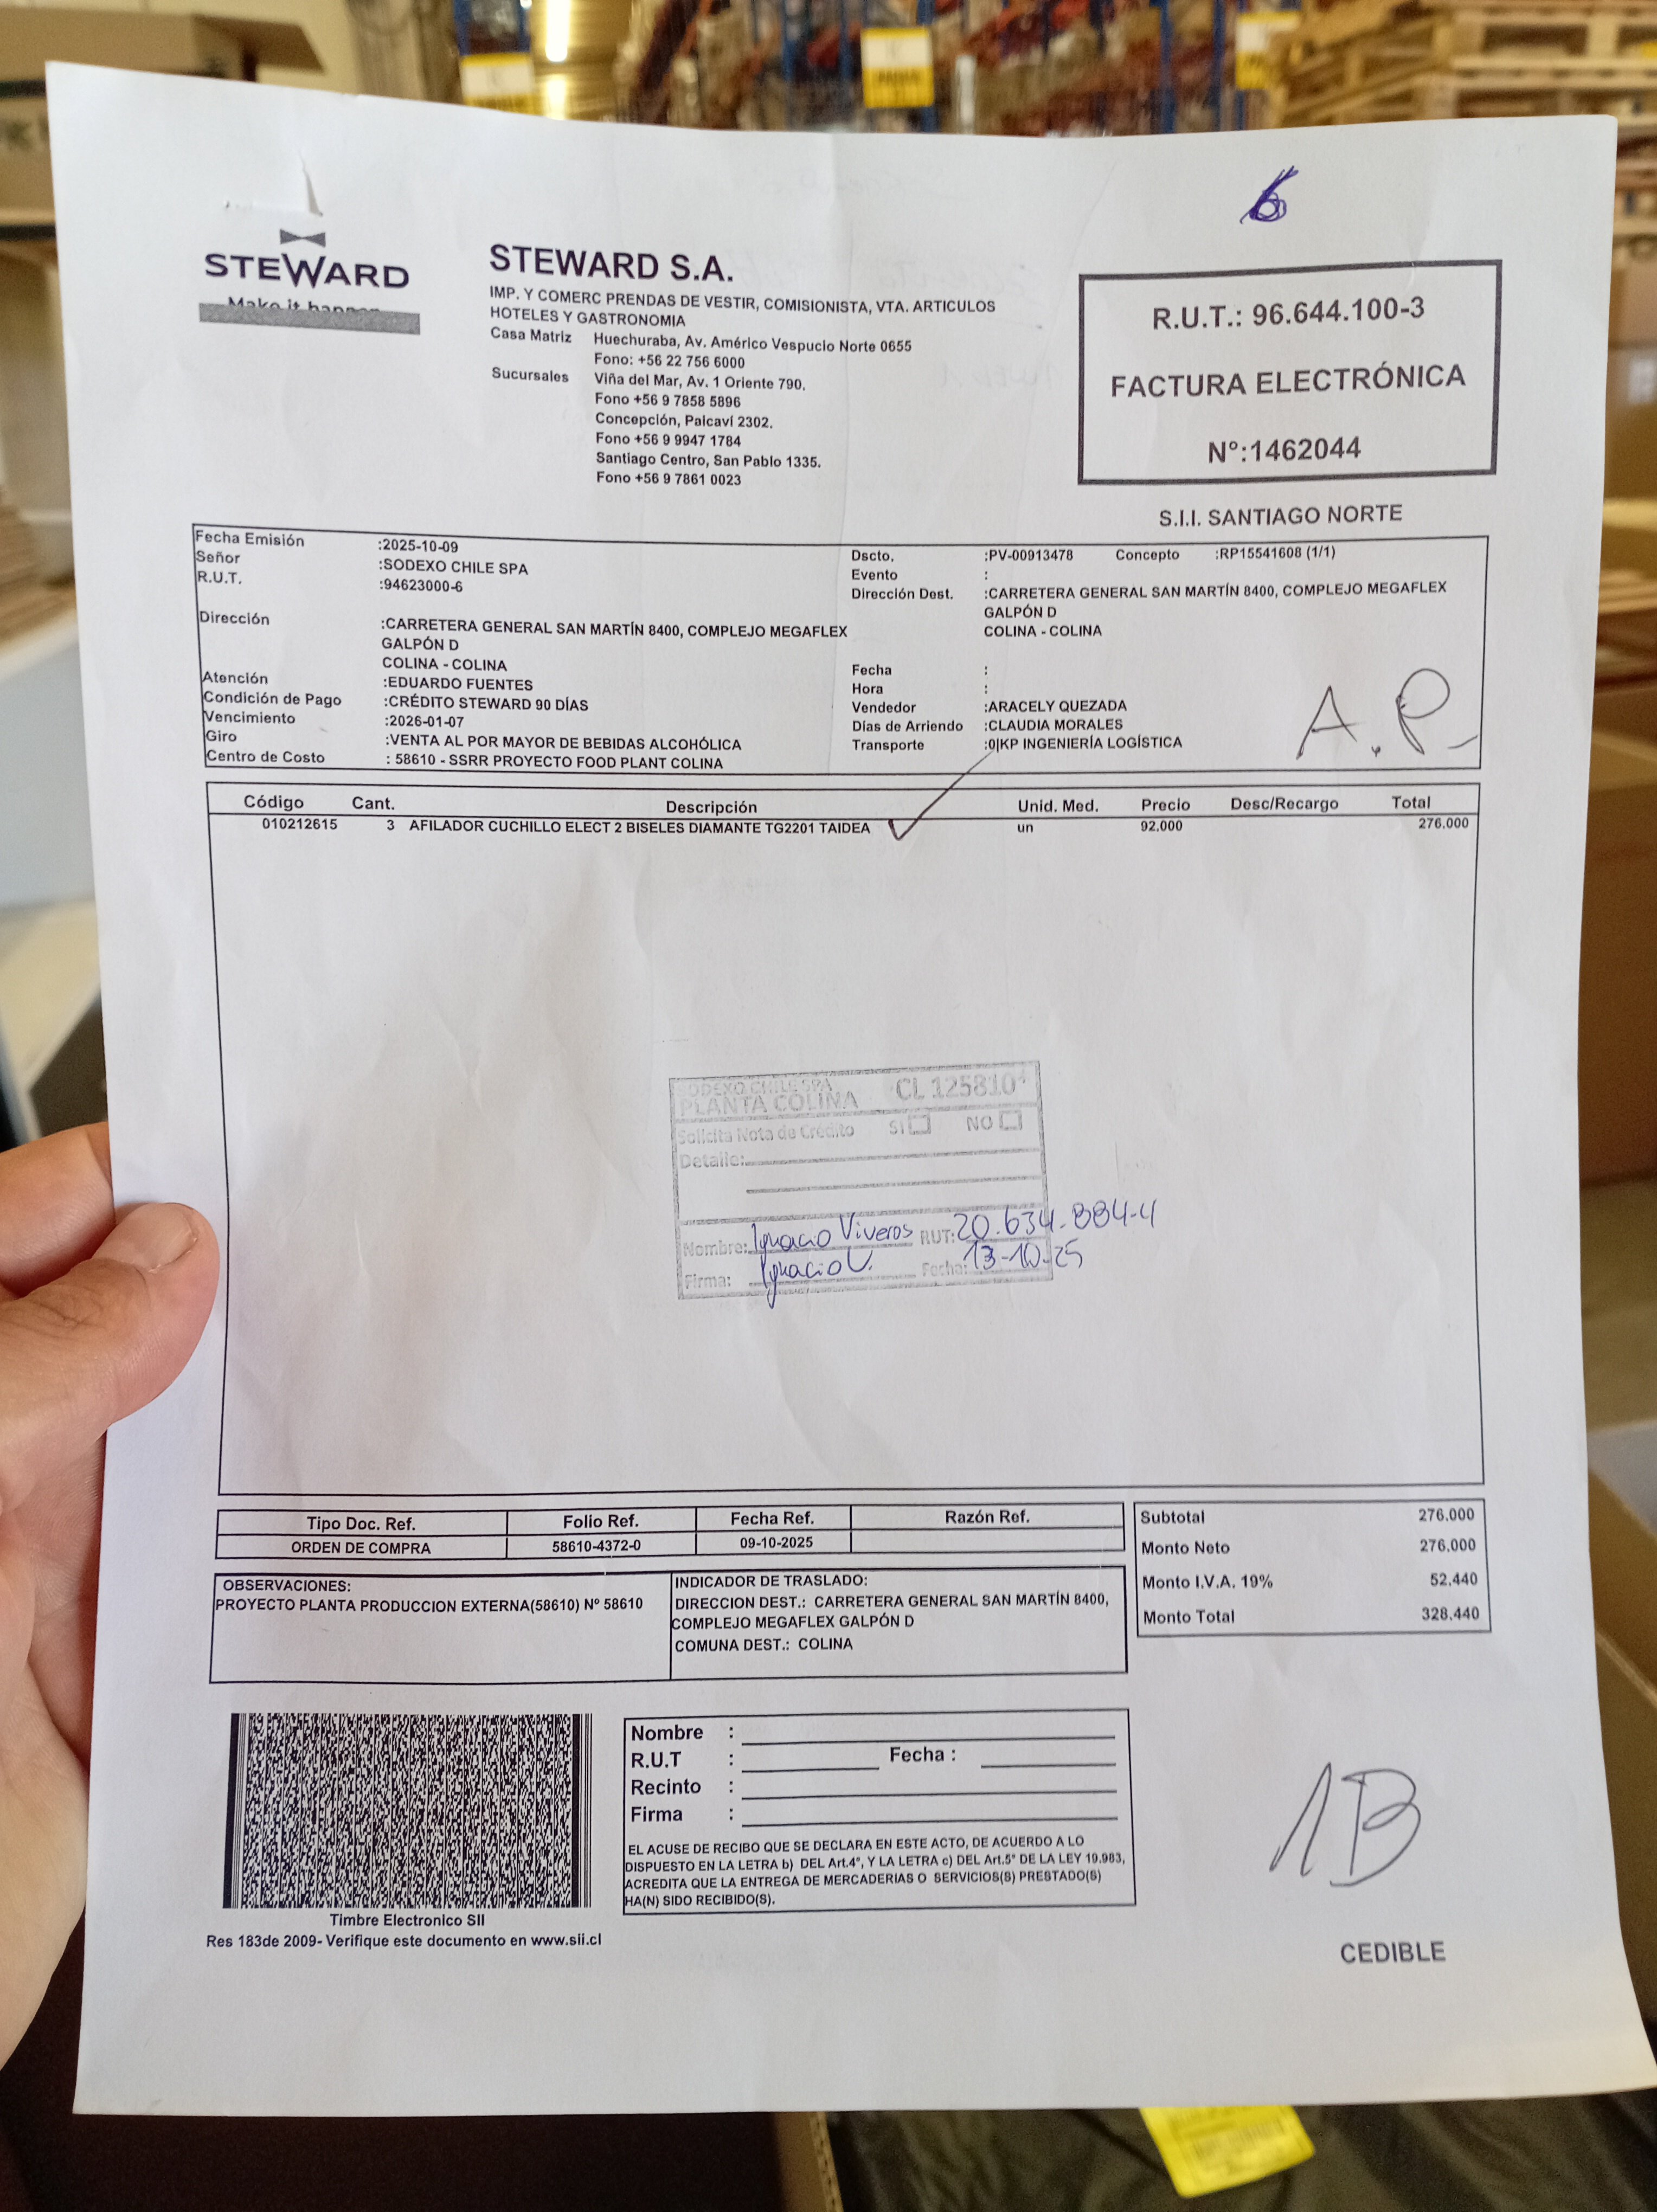 6
STEWARD
Make it happen
STEWARD S.A.
IMP. Y COMERC PRENDAS DE VESTIR, COMISIONISTA, VTA. ARTICULOS
HOTELES Y GASTRONOMIA
Casa Matriz Huechuraba, Av. Américo Vespucio Norte 0655
Fono: +56 22 756 6000
Sucursales Viña del Mar, Av. 1 Oriente 790.
Fono +56 9 7858 5896
Concepción, Paicaví 2302.
Fono +56 9 9947 1784
Santiago Centro, San Pablo 1335.
Fono +56 9 7861 0023
R.U.T.: 96.644.100-3
FACTURA ELECTRÓNICA
N°:1462044
S.I.I. SANTIAGO NORTE
Fecha Emisión :2025-10-09
Señor :SODEXO CHILE SPA
R.U.T. :94623000-6
Dirección :CARRETERA GENERAL SAN MARTÍN 8400, COMPLEJO MEGAFLEX
GALPÓN D
COLINA - COLINA
Atención :EDUARDO FUENTES
Condición de Pago :CRÉDITO STEWARD 90 DÍAS
Vencimiento :2026-01-07
Giro :VENTA AL POR MAYOR DE BEBIDAS ALCOHÓLICA
Centro de Costo : 58610 - SSRR PROYECTO FOOD PLANT COLINA
Dscto. :PV-00913478 Concepto :RP15541608 (1/1)
Evento :
Dirección Dest. :CARRETERA GENERAL SAN MARTÍN 8400, COMPLEJO MEGAFLEX
GALPÓN D
COLINA - COLINA
Fecha :
Hora :
Vendedor :ARACELY QUEZADA
Días de Arriendo :CLAUDIA MORALES
Transporte :0|KP INGENIERÍA LOGÍSTICA
A.P.
Código Cant. Descripción Unid. Med. Precio Desc/Recargo Total
010212615 3 AFILADOR CUCHILLO ELECT 2 BISELES DIAMANTE TG2201 TAIDEA un 92.000 276.000
SODEXO CHILE SPA
PLANTA COLINA CL 125810
Solicita Nota de Crédito SI NO
Detalle:
Nombre: Ignacio Viveros RUT: 20.634.884-4
Firma: Ignacio V. Fecha: 13-10-25
Tipo Doc. Ref. Folio Ref. Fecha Ref. Razón Ref.
ORDEN DE COMPRA 58610-4372-0 09-10-2025
Subtotal 276.000
Monto Neto 276.000
Monto I.V.A. 19% 52.440
Monto Total 328.440
OBSERVACIONES:
PROYECTO PLANTA PRODUCCION EXTERNA(58610) Nº 58610
INDICADOR DE TRASLADO:
DIRECCION DEST.: CARRETERA GENERAL SAN MARTÍN 8400,
COMPLEJO MEGAFLEX GALPÓN D
COMUNA DEST.: COLINA
Timbre Electronico SII
Res 183de 2009- Verifique este documento en www.sii.cl
Nombre :
R.U.T : Fecha :
Recinto :
Firma :
EL ACUSE DE RECIBO QUE SE DECLARA EN ESTE ACTO, DE ACUERDO A LO
DISPUESTO EN LA LETRA b) DEL Art.4°, Y LA LETRA c) DEL Art.5° DE LA LEY 19.983,
ACREDITA QUE LA ENTREGA DE MERCADERIAS O SERVICIOS(S) PRESTADO(S)
HA(N) SIDO RECIBIDO(S).
1B
CEDIBLE